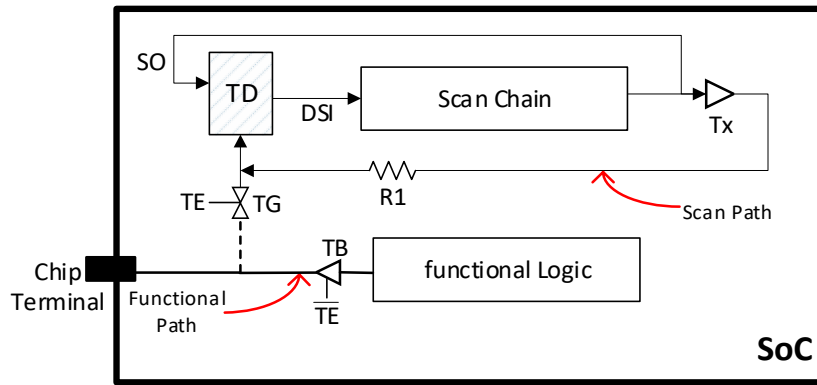 SO
TD
DSI
Scan Chain
Tx
R1
TE
TG
Scan Path
TB
functional Logic
Chip
Terminal
Functional
Path
TE
SoC